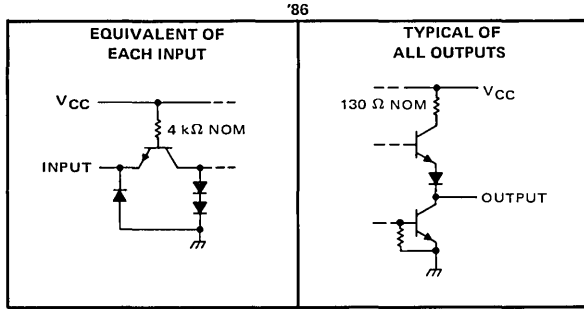 '86
EQUIVALENT OF
EACH INPUT
VCC
4 kΩ NOM
INPUT
TYPICAL OF
ALL OUTPUTS
130 Ω NOM
VCC
OUTPUT